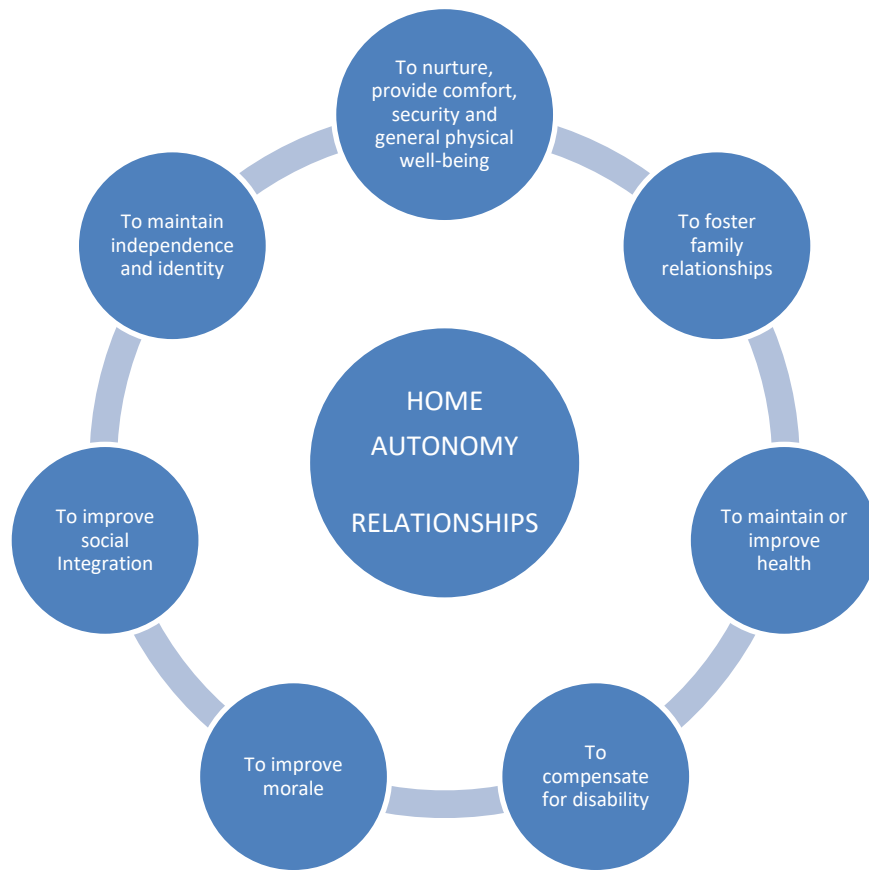 To nurture,
provide comfort,
security and
general physical
well-being
To foster
family
relationships
To maintain or
improve
health
To
compensate
for disability
To improve
morale
To improve
social
Integration
To maintain
independence
and identity
HOME
AUTONOMY
RELATIONSHIPS